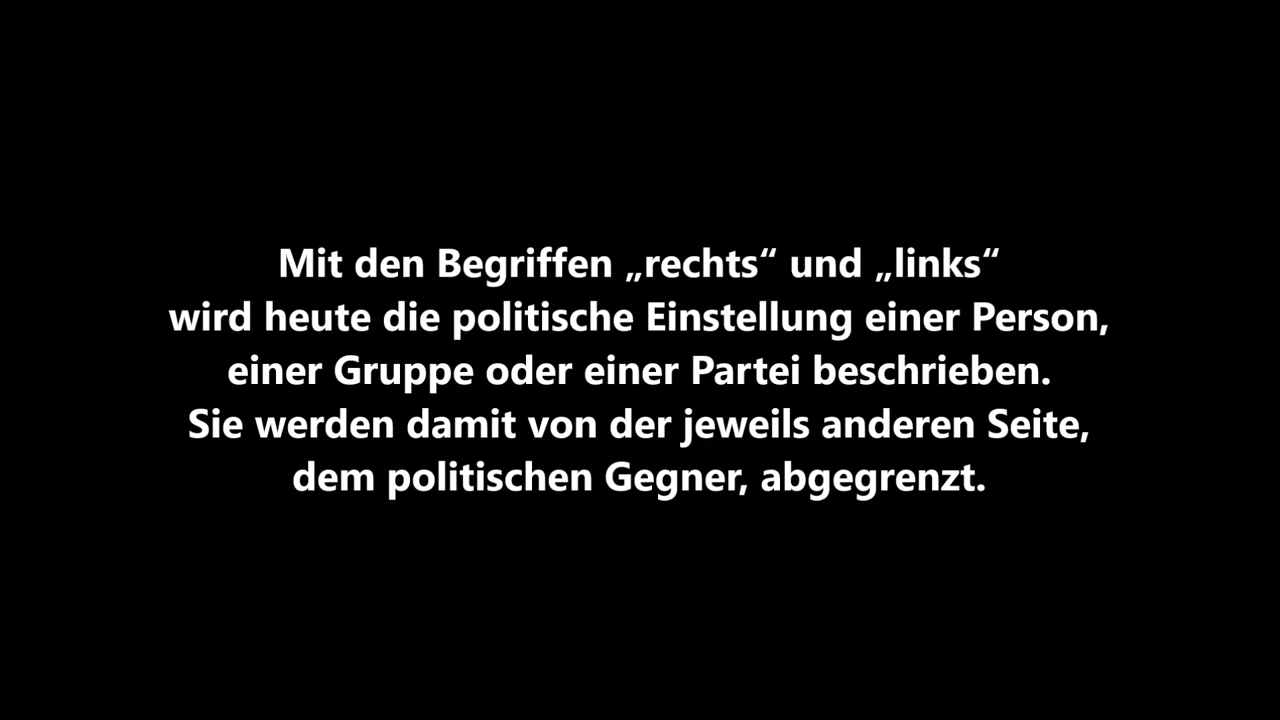 Mit den Begriffen „rechts“ und „links“
wird heute die politische Einstellung einer Person,
einer Gruppe oder einer Partei beschrieben.
Sie werden damit von der jeweils anderen Seite,
dem politischen Gegner, abgegrenzt.